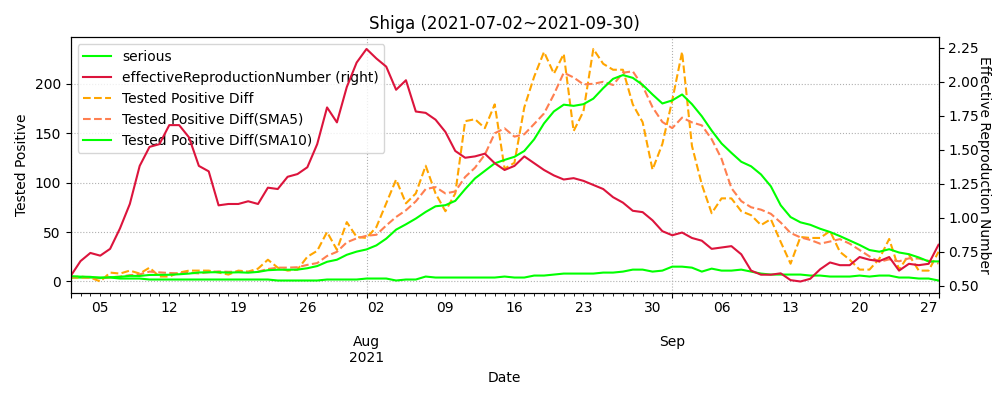 Shiga (2021-07-02~2021-09-30)
serious
effectiveReproductionNumber (right)
Tested Positive Diff
Tested Positive Diff(SMA5)
Tested Positive Diff(SMA10)
Tested Positive
200
150
100
50
0
2.25
2.00
1.75
1.50
1.25
1.00
0.75
0.50
Effective Reproduction Number
05 12 19 26 02 09 16 23 30 06 13 20 27
Aug Sep
2021
Date